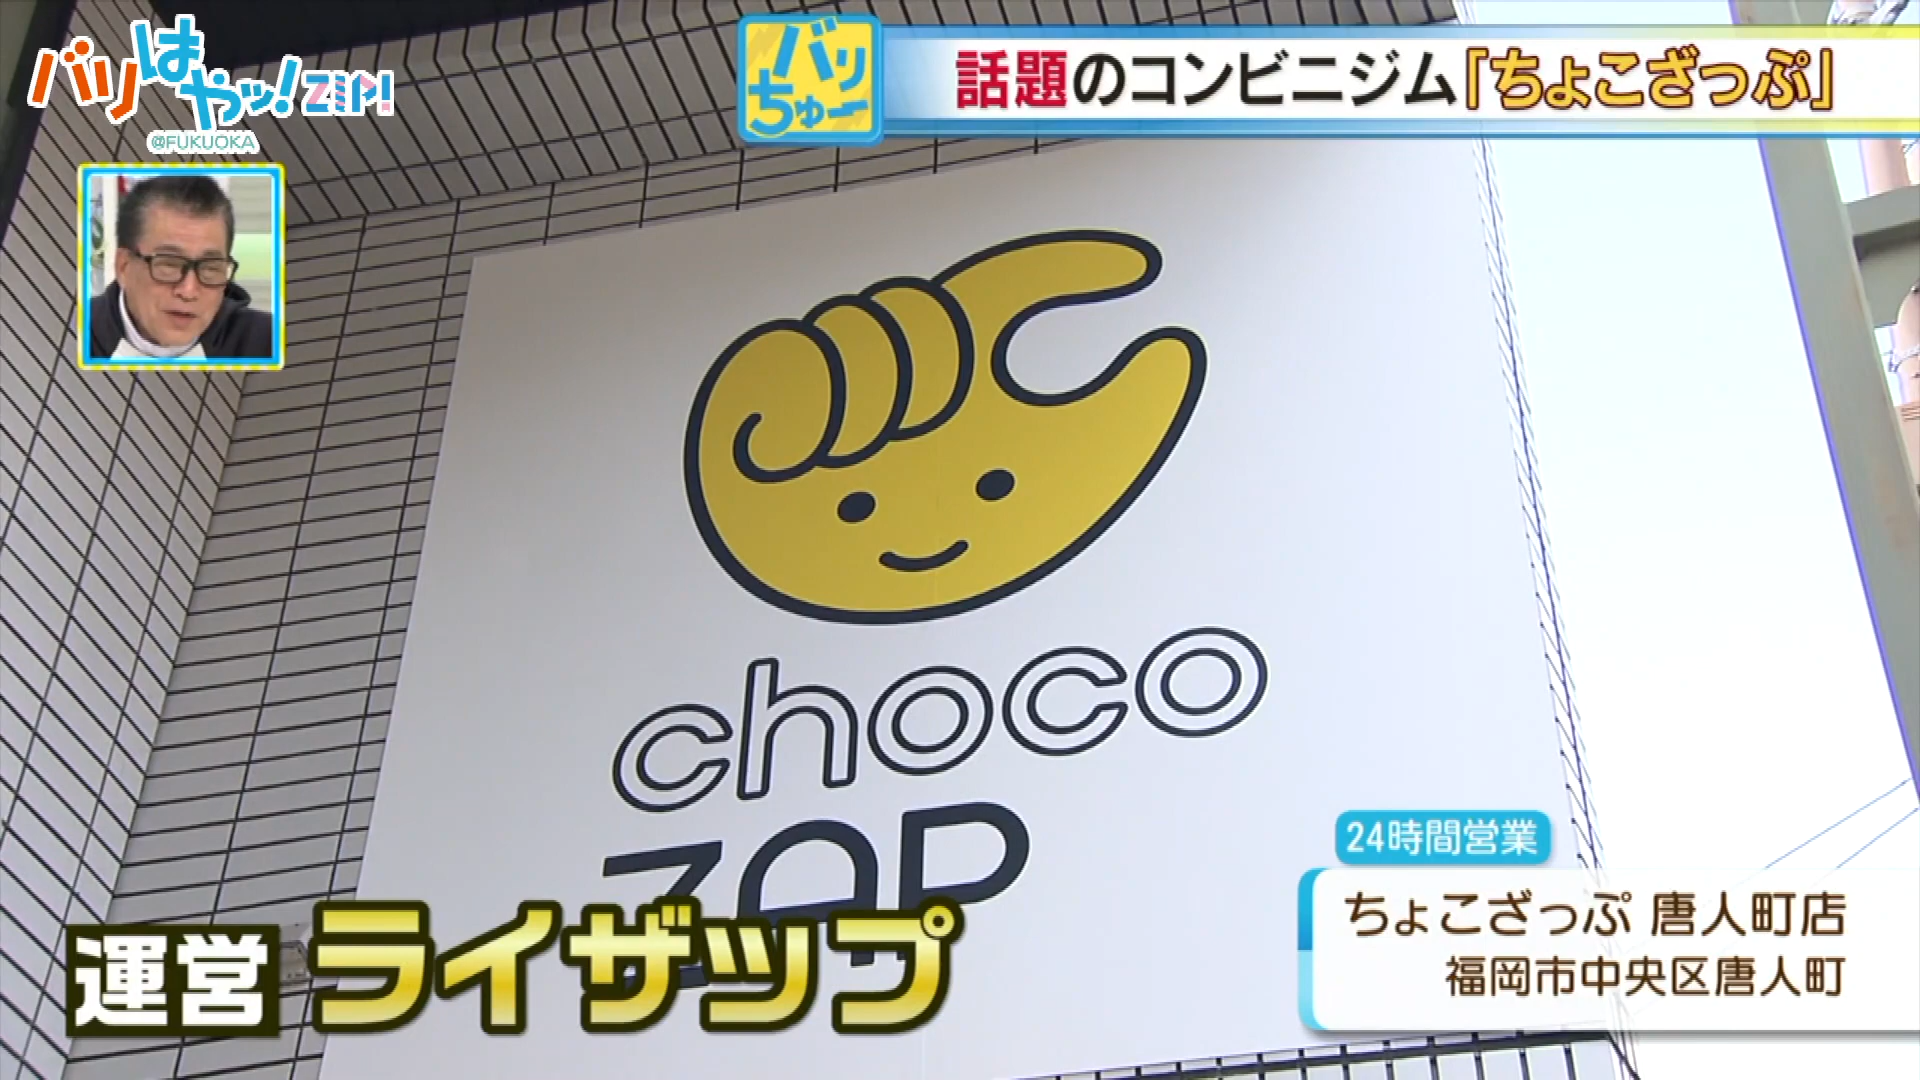 バリはやッ!ZIP!
@FUKUOKA
バリちゅー
話題のコンビニジム「ちょこざっぷ」
choco
ZAP
24時間営業
ちょこざっぷ 唐人町店
福岡市中央区唐人町
運営 ライザップ